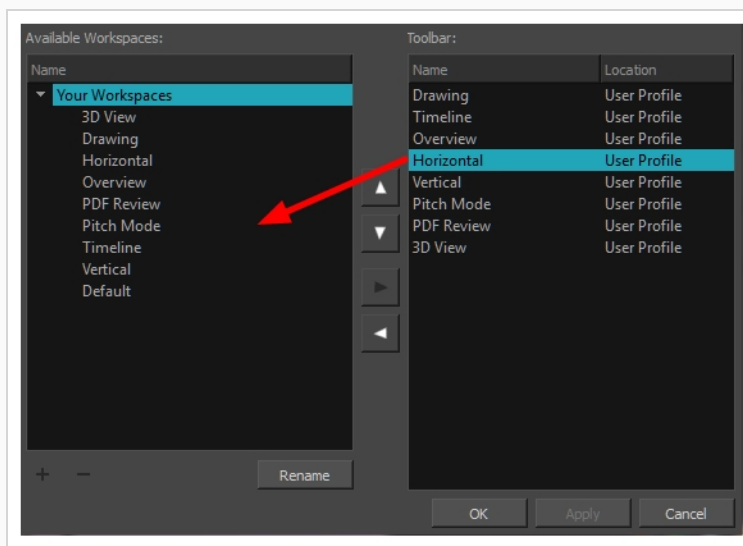 Available Workspaces:
Name
Your Workspaces
3D View
Drawing
Horizontal
Overview
PDF Review
Pitch Mode
Timeline
Vertical
Default
Rename
Toolbar:
Name Location
Drawing User Profile
Timeline User Profile
Overview User Profile
Horizontal User Profile
Vertical User Profile
Pitch Mode User Profile
PDF Review User Profile
3D View User Profile
OK Apply Cancel